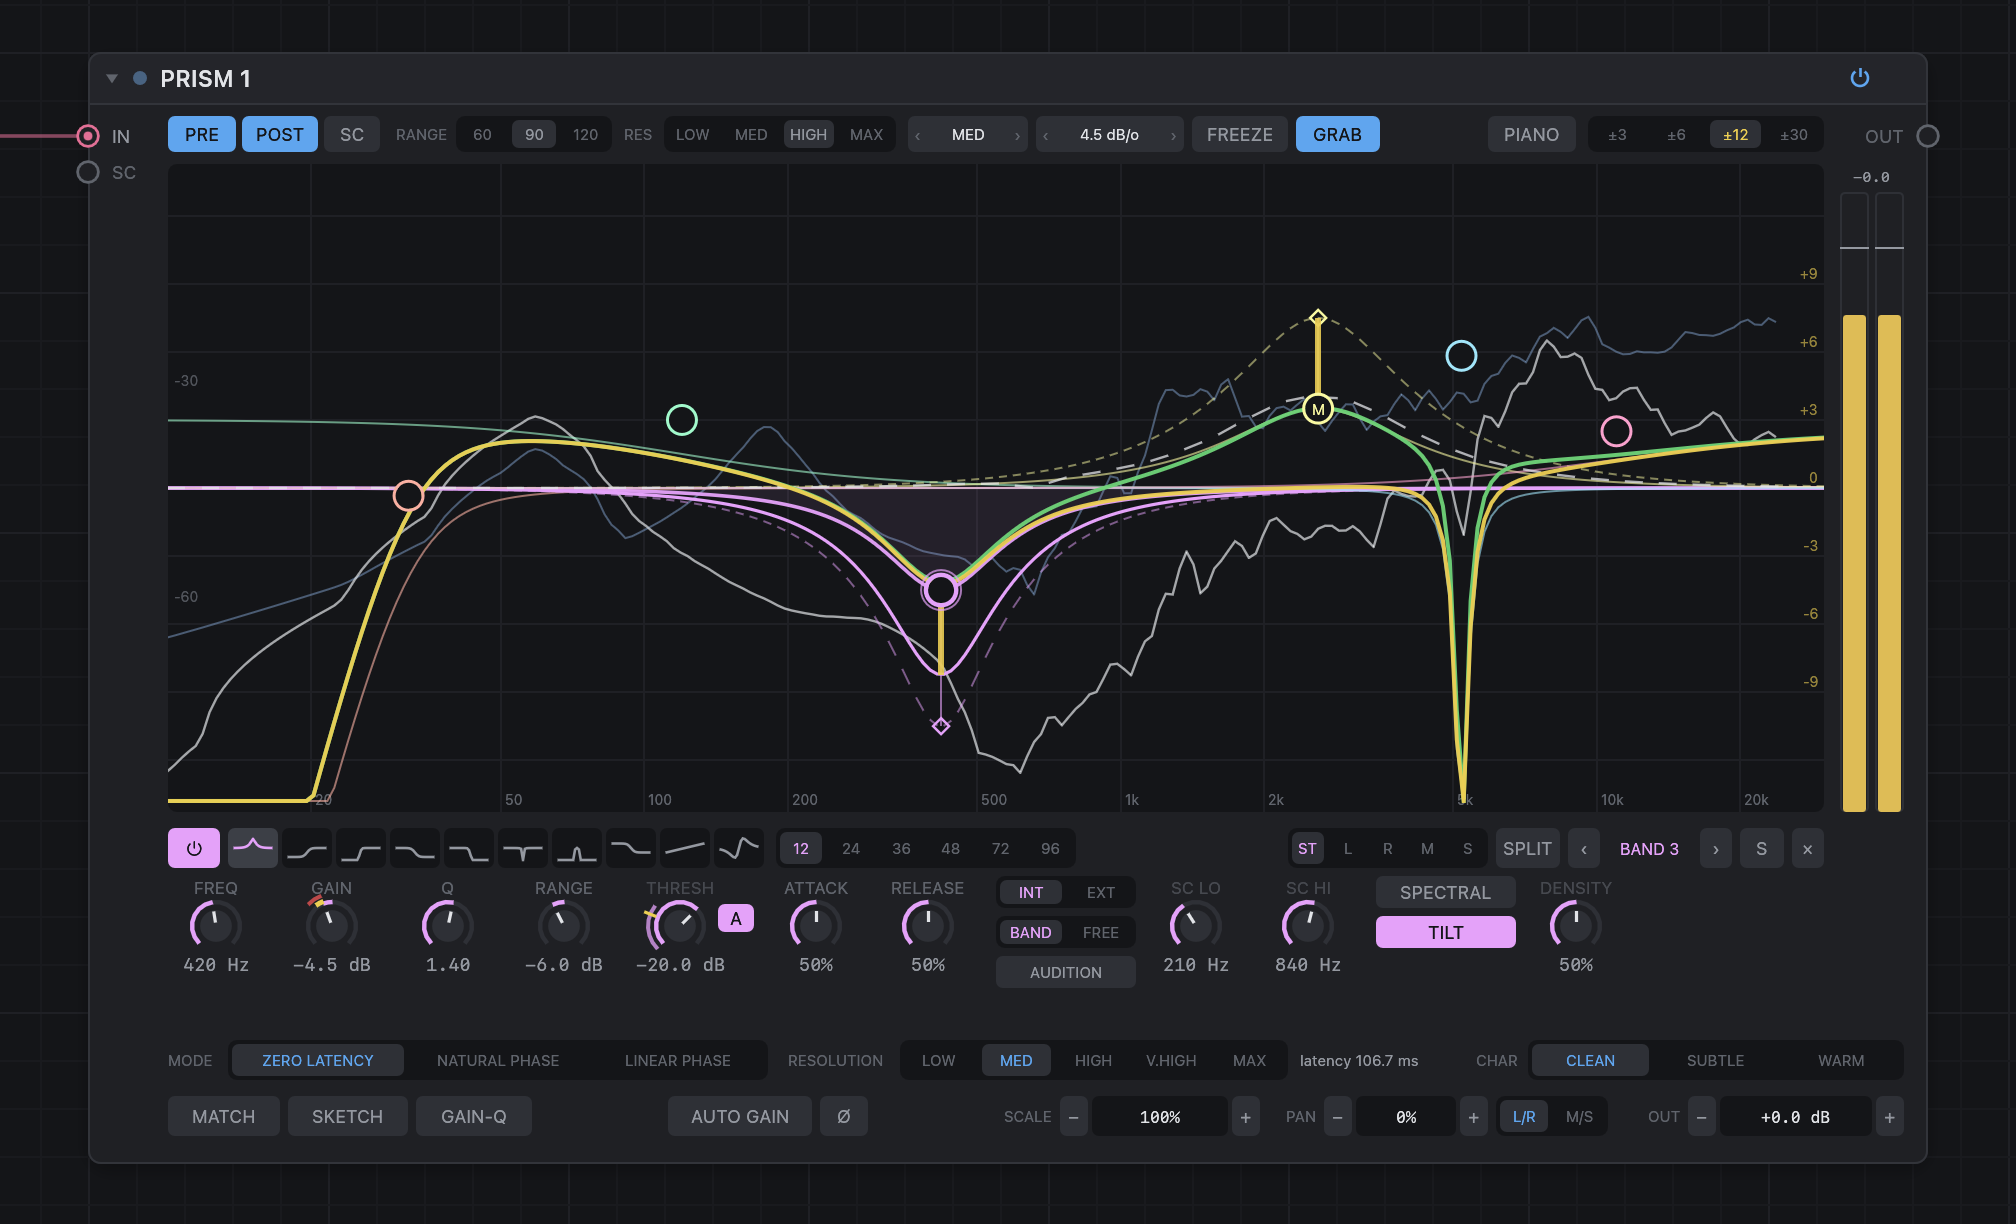 PRISM 1
IN PRE POST SC RANGE 60 90 120 RES LOW MED HIGH MAX ‹ MED › ‹ 4.5 dB/o › FREEZE GRAB PIANO ±3 ±6 ±12 ±30 OUT
SC
−0.0
+9
+6
-30
+3
0
−3
-60
−6
−9
20 50 100 200 500 1k 2k 5k 10k 20k
M
12 24 36 48 72 96 ST L R M S SPLIT ‹ BAND 3 › S ×
FREQ GAIN Q RANGE THRESH ATTACK RELEASE INT EXT SC LO SC HI SPECTRAL DENSITY
A BAND FREE TILT
420 Hz −4.5 dB 1.40 −6.0 dB −20.0 dB 50% 50% AUDITION 210 Hz 840 Hz 50%
MODE ZERO LATENCY NATURAL PHASE LINEAR PHASE RESOLUTION LOW MED HIGH V.HIGH MAX latency 106.7 ms CHAR CLEAN SUBTLE WARM
MATCH SKETCH GAIN-Q AUTO GAIN Ø SCALE − 100% + PAN − 0% + L/R M/S OUT − +0.0 dB +